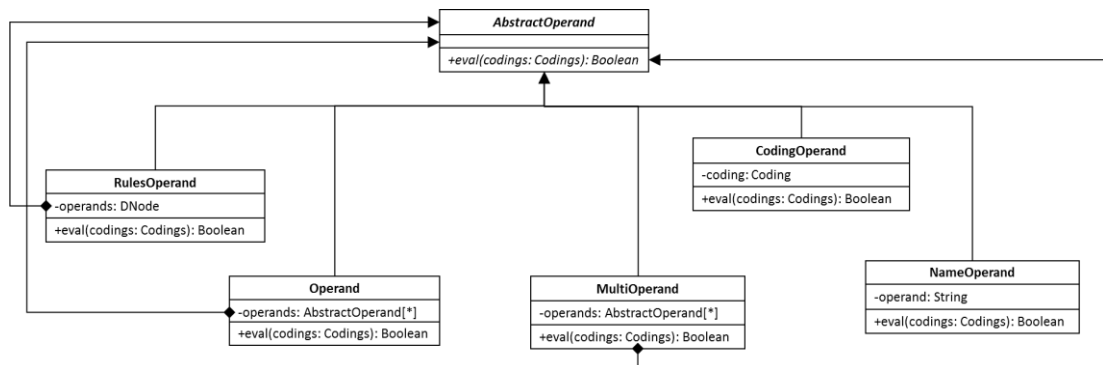 AbstractOperand
+eval(codings: Codings): Boolean
CodingOperand
-coding: Coding
+eval(codings: Codings): Boolean
RulesOperand
-operands: DNode
+eval(codings: Codings): Boolean
Operand
-operands: AbstractOperand[*]
+eval(codings: Codings): Boolean
MultiOperand
-operands: AbstractOperand[*]
+eval(codings: Codings): Boolean
NameOperand
-operand: String
+eval(codings: Codings): Boolean